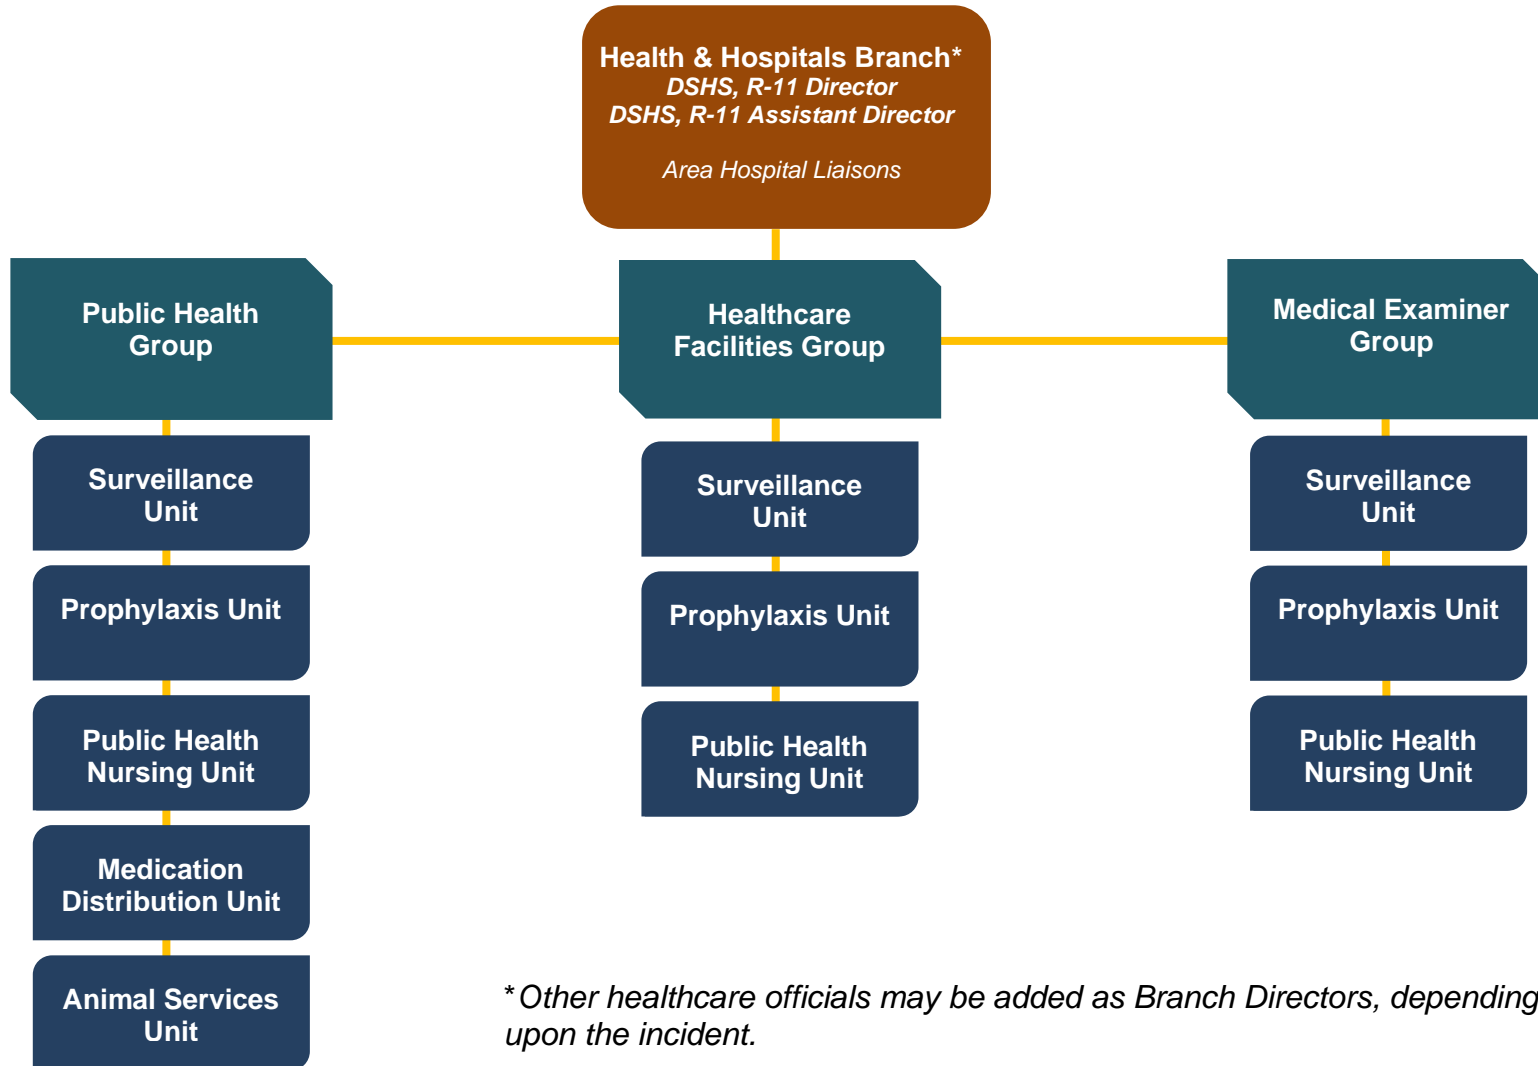 Health & Hospitals Branch*
DSHS, R-11 Director
DSHS, R-11 Assistant Director
Area Hospital Liaisons
Public Health
Group
Healthcare
Facilities Group
Medical Examiner
Group
Surveillance
Unit
Prophylaxis Unit
Public Health
Nursing Unit
Medication
Distribution Unit
Animal Services
Unit
Surveillance
Unit
Prophylaxis Unit
Public Health
Nursing Unit
Surveillance
Unit
Prophylaxis Unit
Public Health
Nursing Unit
*Other healthcare officials may be added as Branch Directors, depending
upon the incident.